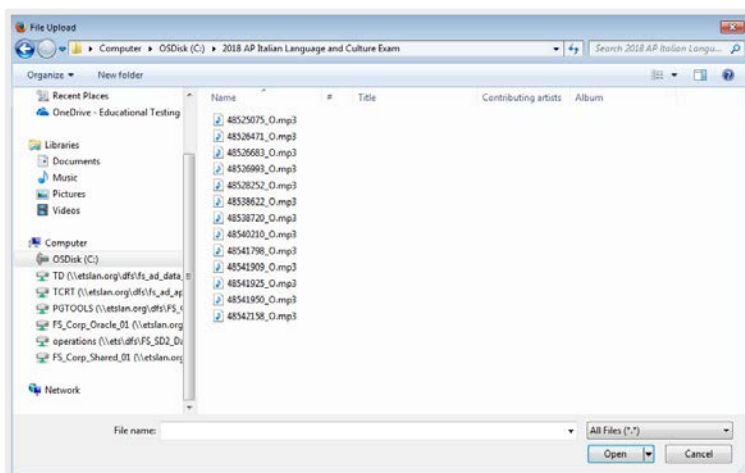 File Upload
Computer ▸ OSDisk (C:) ▸ 2018 AP Italian Language and Culture Exam
Search 2018 AP Italian Langu...
Organize
New folder
Recent Places
OneDrive - Educational Testing
Libraries
Documents
Music
Pictures
Videos
Computer
OSDisk (C:)
TD (\\etslan.org\dfs\fs_ad_data_
TCRT (\\etslan.org\dfs\fs_ad_ap
PGTOOLS (\\etslan.org\dfs\FS_
FS_Corp_Oracle_01 (\\etslan.org
operations (\\ets\dfs\FS_SD2_Da
FS_Corp_Shared_01 (\\etslan.org
Network
Name # Title Contributing artists Album
48525075_O.mp3
48526471_O.mp3
48526683_O.mp3
48526993_O.mp3
48528252_O.mp3
48538622_O.mp3
48538720_O.mp3
48540210_O.mp3
48541798_O.mp3
48541909_O.mp3
48541925_O.mp3
48541950_O.mp3
48542158_O.mp3
File name:
All Files (*.*)
Open
Cancel